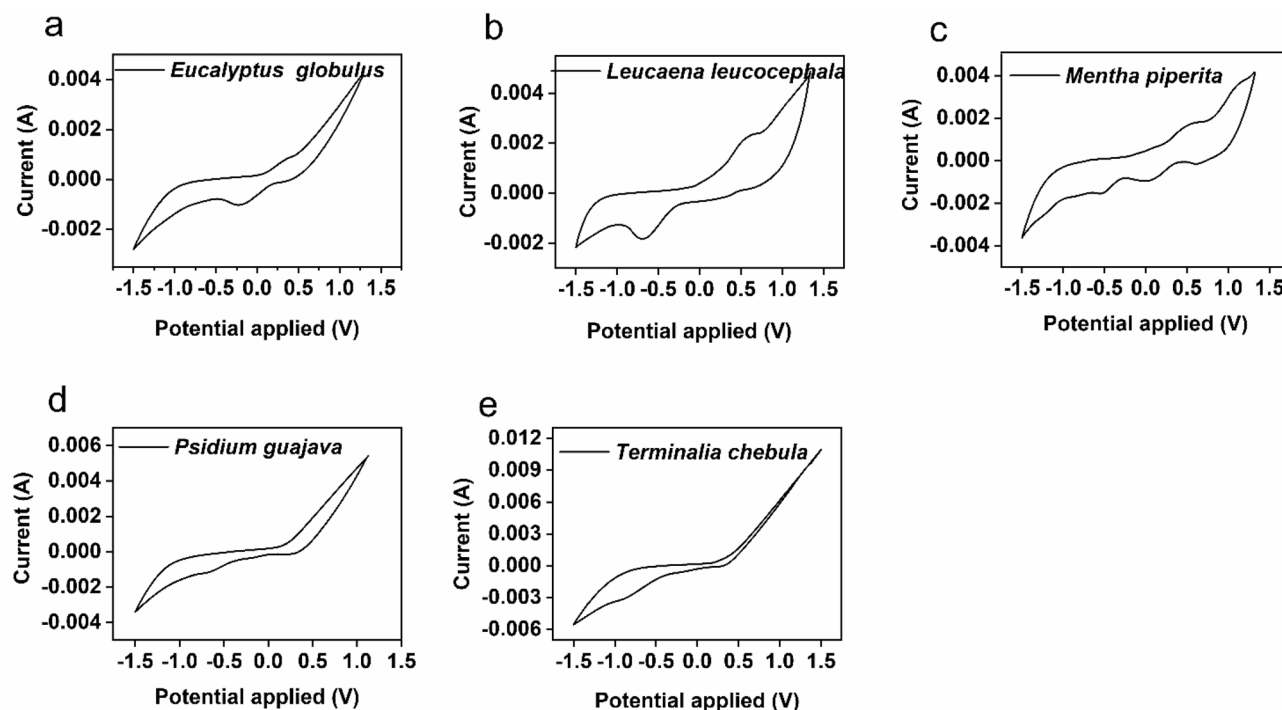 a
Eucalyptus globulus
0.004
0.002
0.000
-0.002
Current (A)
-1.5 -1.0 -0.5 0.0 0.5 1.0 1.5
Potential applied (V)
b
Leucaena leucocephala
0.004
0.002
0.000
-0.002
Current (A)
-1.5 -1.0 -0.5 0.0 0.5 1.0 1.5
Potential applied (V)
c
Mentha piperita
0.004
0.002
0.000
-0.002
-0.004
Current (A)
-1.5 -1.0 -0.5 0.0 0.5 1.0 1.5
Potential applied (V)
d
Psidium guajava
0.006
0.004
0.002
0.000
-0.002
-0.004
Current (A)
-1.5 -1.0 -0.5 0.0 0.5 1.0 1.5
Potential applied (V)
e
Terminalia chebula
0.012
0.009
0.006
0.003
0.000
-0.003
-0.006
Current (A)
-1.5 -1.0 -0.5 0.0 0.5 1.0 1.5
Potential applied (V)